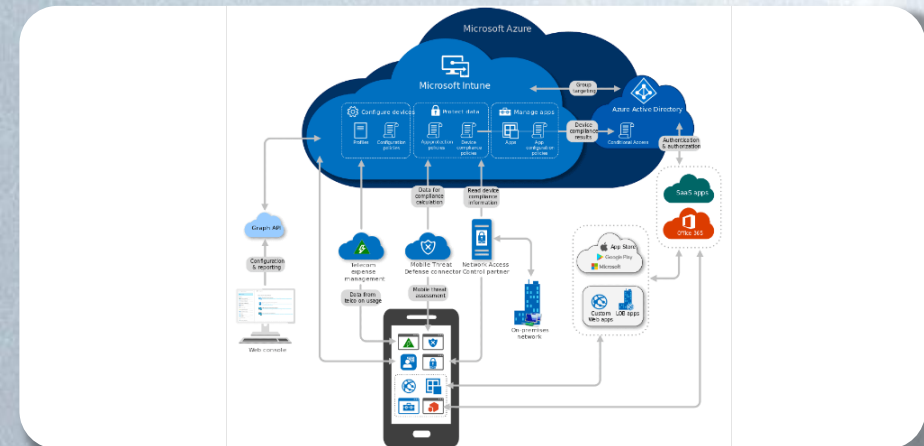 Microsoft Azure
Microsoft Intune
Group
targeting
Azure Active Directory
Configure devices
Protect data
Manage apps
Profiles
Configuration
policies
App protection
policies
Device
compliance
policies
Apps
App
configuration
policies
Device
compliance
results
Conditional Access
Authentication
& authorization
Data for
compliance
calculation
Read device
compliance
information
SaaS apps
Office 365
Graph API
Configuration
& reporting
Web console
Telecom
expense
management
Mobile Threat
Defense connector
Network Access
Control partner
Data from
telco on usage
Mobile threat
assessment
On-premises
network
App Store
Google Play
Microsoft
Custom
Web apps
LOB apps